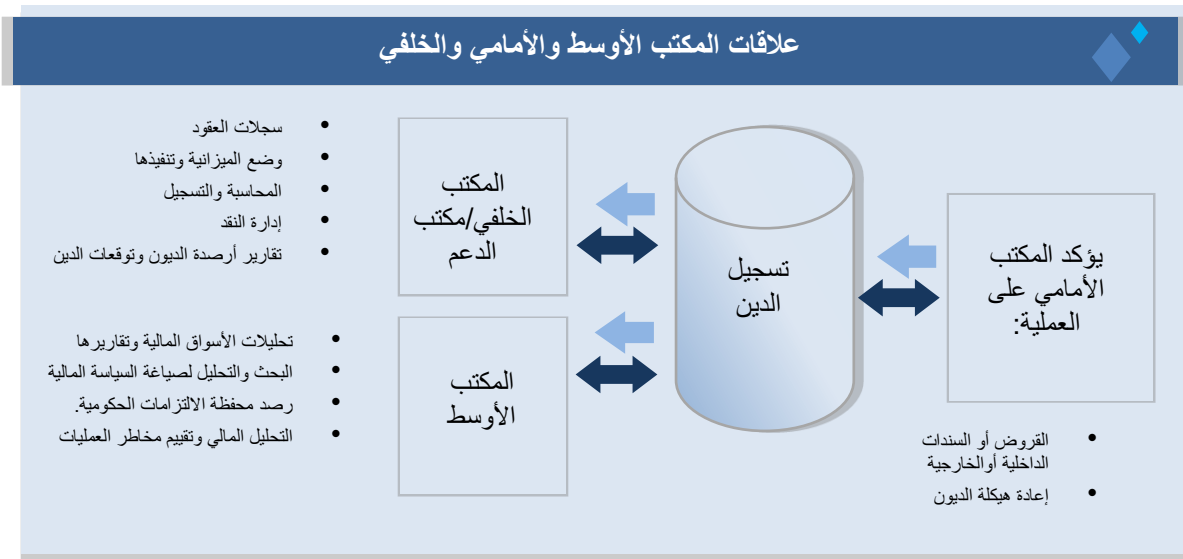 علاقات المكتب الأوسط والأمامي والخلفي
يؤكد المكتب
الأمامي على
العملية:
القروض أو السندات
الداخلية أوالخارجية
إعادة هيكلة الديون
تسجيل
الدين
المكتب
الخلفي/مكتب
الدعم
سجلات العقود
وضع الميزانية وتنفيذها
المحاسبة والتسجيل
إدارة النقد
تقارير أرصدة الديون وتوقعات الدين
المكتب
الأوسط
تحليلات الأسواق المالية وتقاريرها
البحث والتحليل لصياغة السياسة المالية
رصد محفظة الالتزامات الحكومية.
التحليل المالي وتقييم مخاطر العمليات